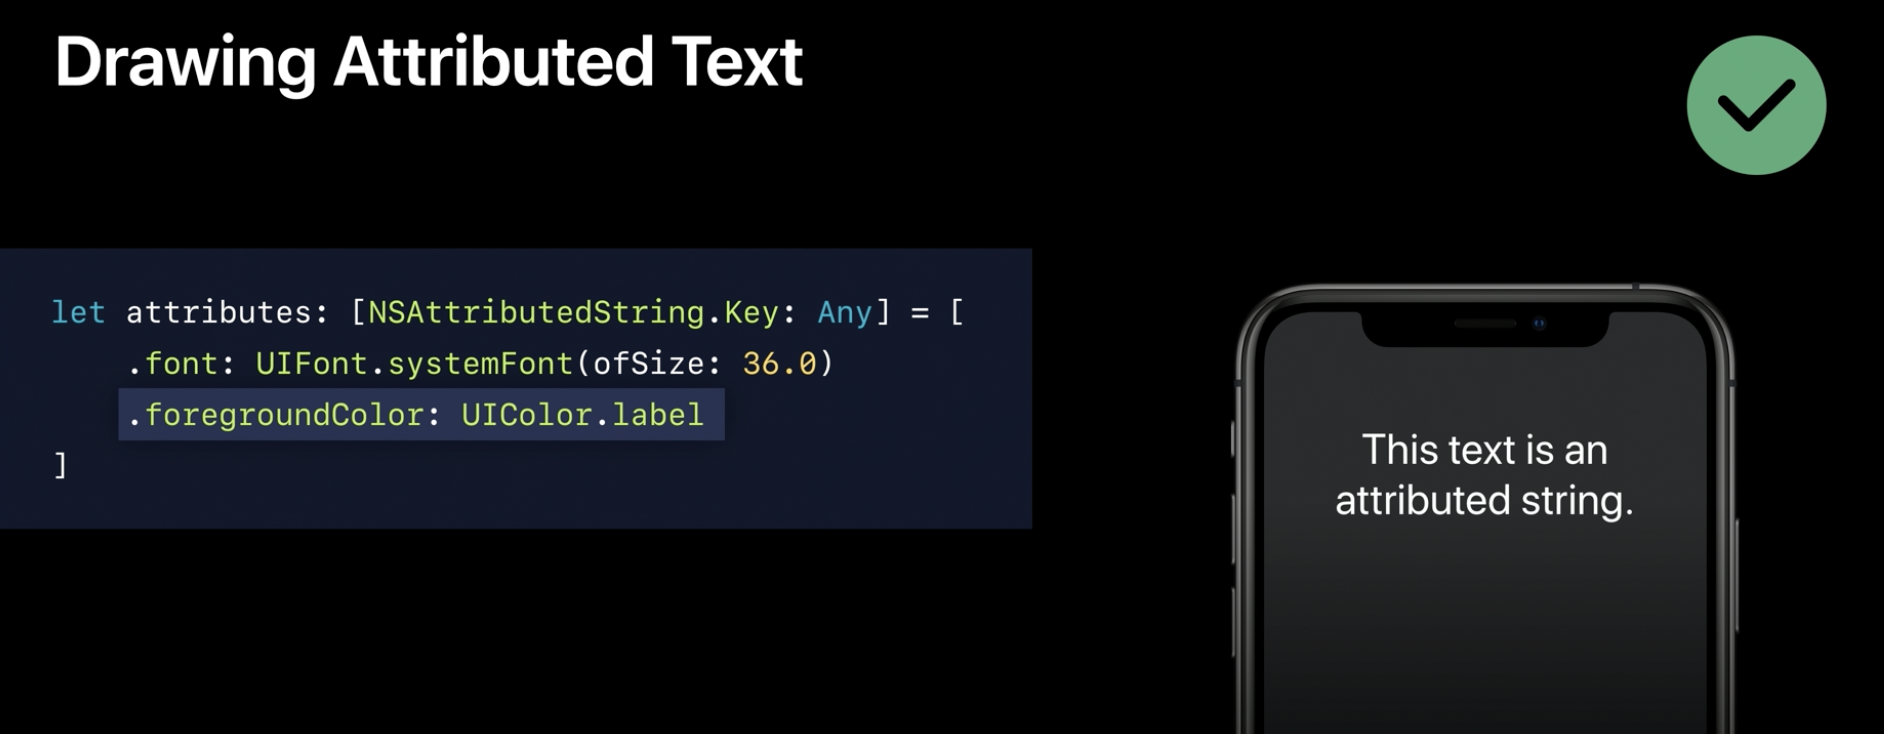 Drawing Attributed Text
let attributes: [NSAttributedString.Key: Any] = [
.font: UIFont.systemFont(ofSize: 36.0)
.foregroundColor: UIColor.label
]
This text is an
attributed string.